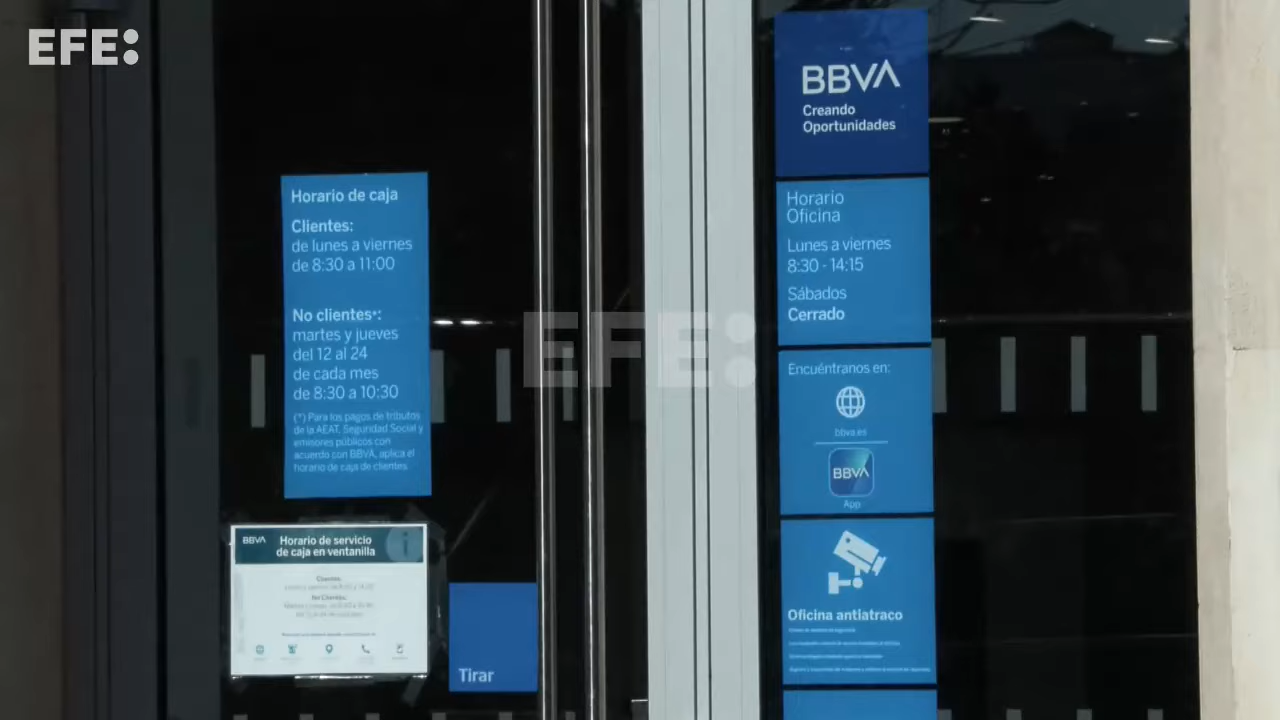 EFE:
Horario de caja
Clientes:
de lunes a viernes
de 8:30 a 11:00
No clientes*:
martes y jueves
del 12 al 24
de cada mes
de 8:30 a 10:30
(*) Para los pagos de tributos
de la AEAT, Seguridad Social y
emisores públicos con
acuerdo con BBVA, aplica el
horario de caja de clientes.
BBVA
Horario de servicio
de caja en ventanilla
i
Clientes:
No Clientes:
Tirar
EFE:
BBVA
Creando
Oportunidades
Horario
Oficina
Lunes a viernes
8:30 - 14:15
Sábados
Cerrado
Encuéntranos en:
bbva.es
BBVA
App
Oficina antiatraco